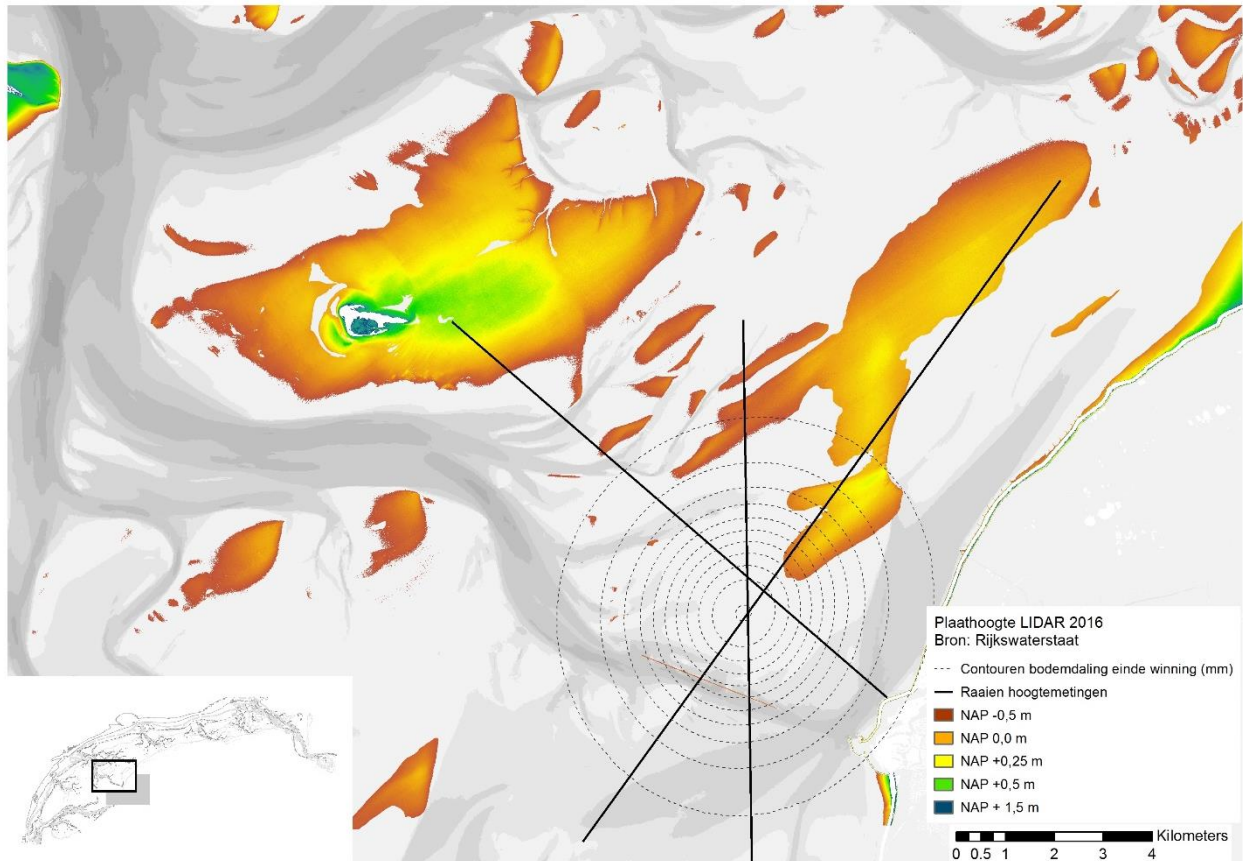 Plaathoogte LIDAR 2016
Bron: Rijkswaterstaat
Contouren bodemdaling einde winning (mm)
Raaien hoogtemetingen
NAP -0,5 m
NAP 0,0 m
NAP +0,25 m
NAP +0,5 m
NAP + 1,5 m
Kilometers
0 0.5 1 2 3 4